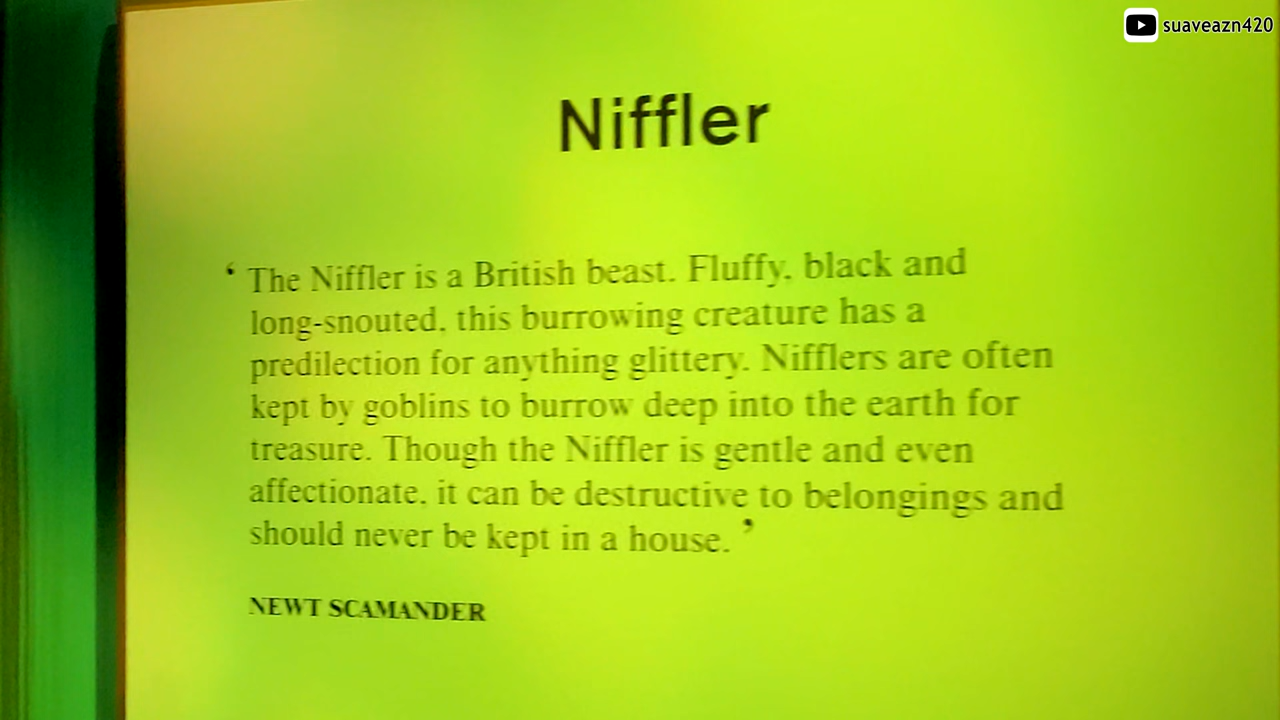 suaveazn420
Niffler
‘ The Niffler is a British beast. Fluffy, black and
long-snouted, this burrowing creature has a
predilection for anything glittery. Nifflers are often
kept by goblins to burrow deep into the earth for
treasure. Though the Niffler is gentle and even
affectionate, it can be destructive to belongings and
should never be kept in a house. ’
NEWT SCAMANDER